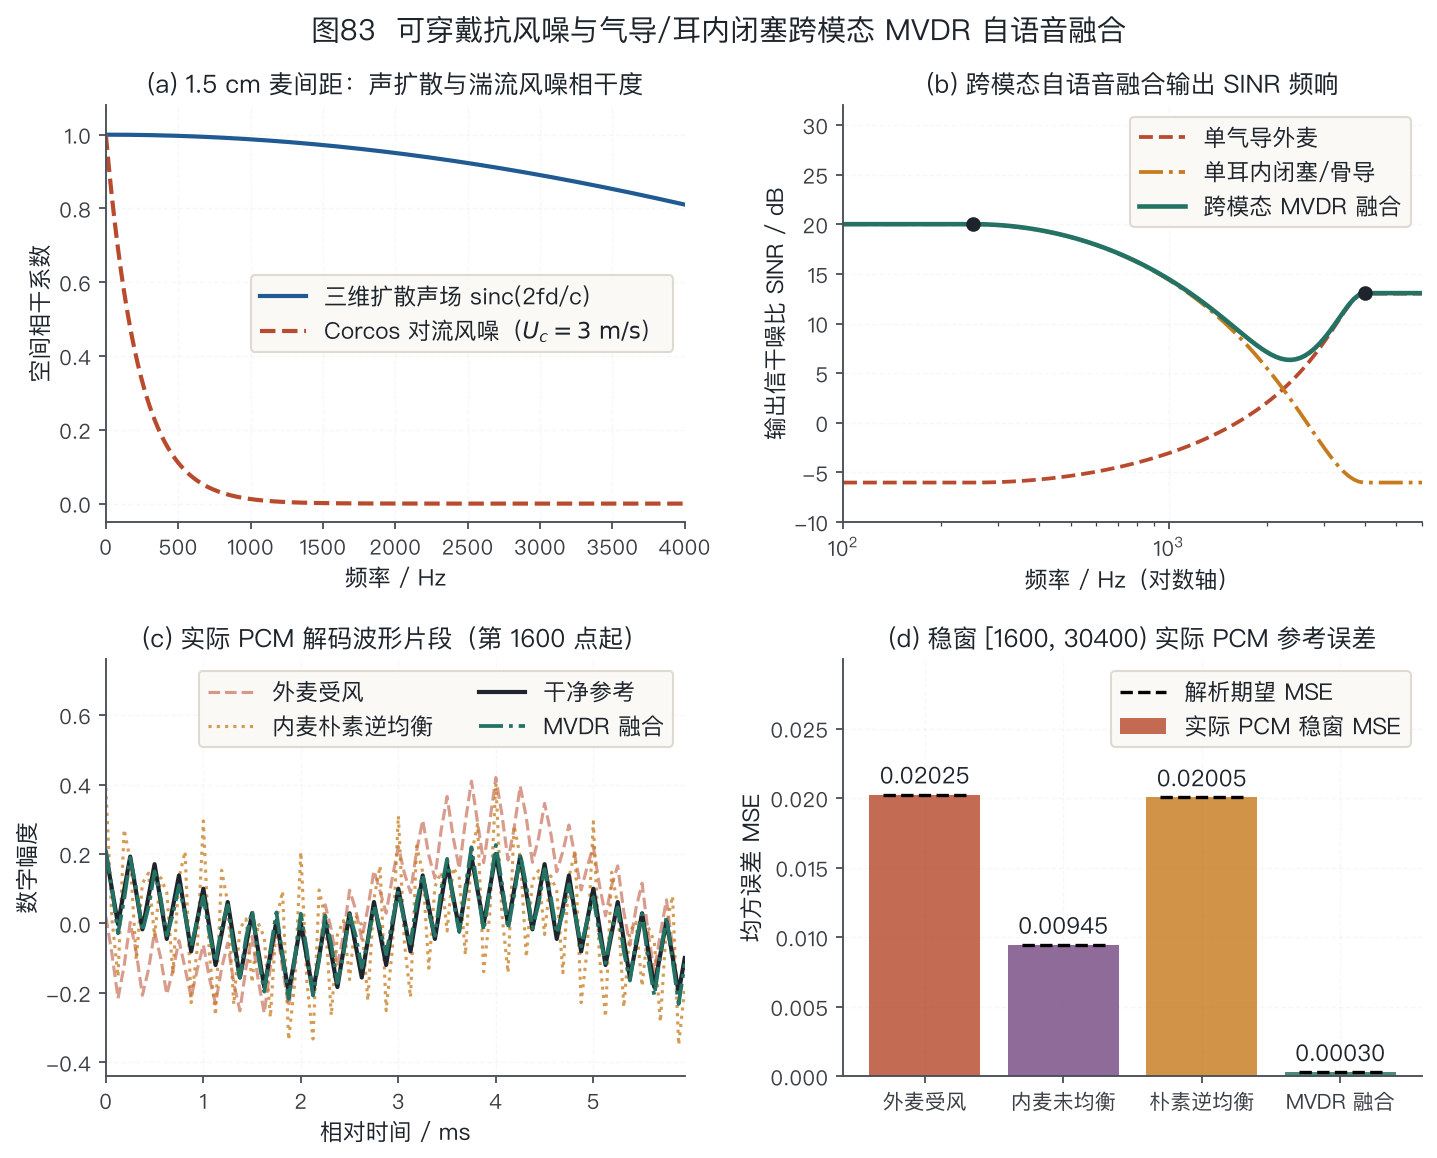 图83 可穿戴抗风噪与气导/耳内闭塞跨模态 MVDR 自语音融合
(a) 1.5 cm 麦间距：声扩散与湍流风噪相干度
空间相干系数
1.0
0.8
0.6
0.4
0.2
0.0
三维扩散声场 sinc(2fd/c)
Corcos 对流风噪（U_c = 3 m/s）
0 500 1000 1500 2000 2500 3000 3500 4000
频率 / Hz
(b) 跨模态自语音融合输出 SINR 频响
输出信干噪比 SINR / dB
30
25
20
15
10
5
0
−5
−10
单气导外麦
单耳内闭塞/骨导
跨模态 MVDR 融合
10² 10³
频率 / Hz（对数轴）
(c) 实际 PCM 解码波形片段（第 1600 点起）
数字幅度
0.6
0.4
0.2
0.0
−0.2
−0.4
外麦受风
内麦朴素逆均衡
干净参考
MVDR 融合
0 1 2 3 4 5
相对时间 / ms
(d) 稳窗 [1600, 30400) 实际 PCM 参考误差
均方误差 MSE
0.025
0.020
0.015
0.010
0.005
0.000
解析期望 MSE
实际 PCM 稳窗 MSE
0.02025
0.00945
0.02005
0.00030
外麦受风 内麦未均衡 朴素逆均衡 MVDR 融合